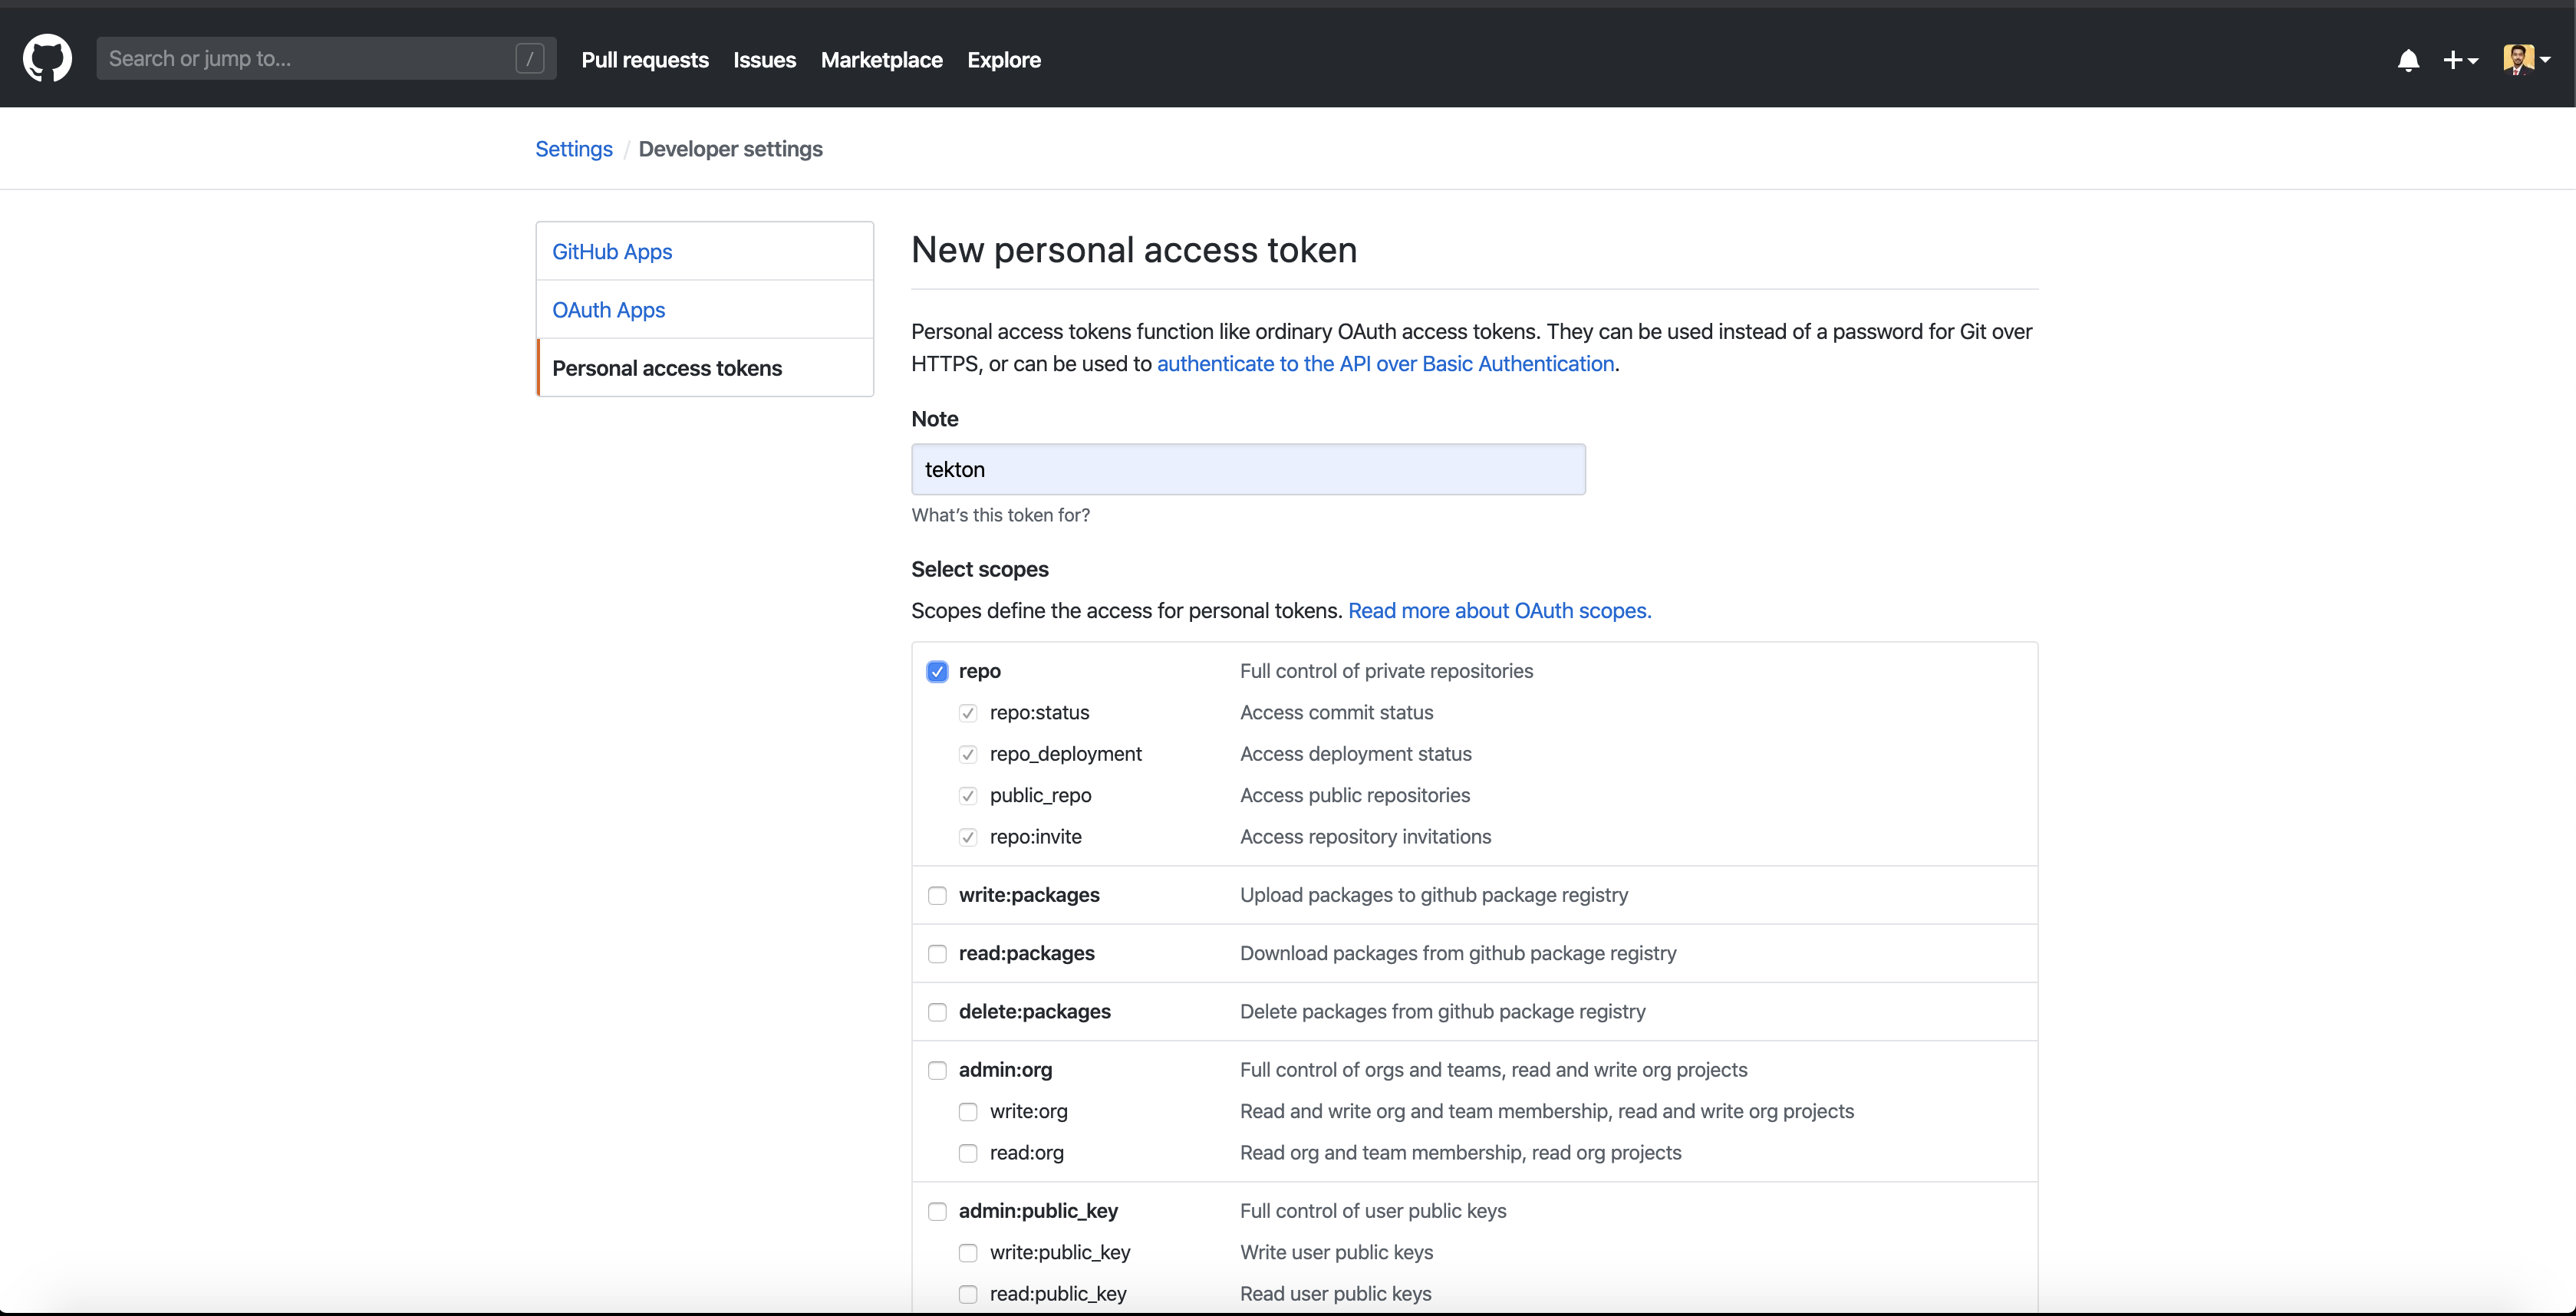 Search or jump to... /
Pull requests Issues Marketplace Explore
Settings / Developer settings
GitHub Apps
OAuth Apps
Personal access tokens
New personal access token
Personal access tokens function like ordinary OAuth access tokens. They can be used instead of a password for Git over
HTTPS, or can be used to authenticate to the API over Basic Authentication.
Note
tekton
What's this token for?
Select scopes
Scopes define the access for personal tokens. Read more about OAuth scopes.
repo Full control of private repositories
repo:status Access commit status
repo_deployment Access deployment status
public_repo Access public repositories
repo:invite Access repository invitations
write:packages Upload packages to github package registry
read:packages Download packages from github package registry
delete:packages Delete packages from github package registry
admin:org Full control of orgs and teams, read and write org projects
write:org Read and write org and team membership, read and write org projects
read:org Read org and team membership, read org projects
admin:public_key Full control of user public keys
write:public_key Write user public keys
read:public_key Read user public keys